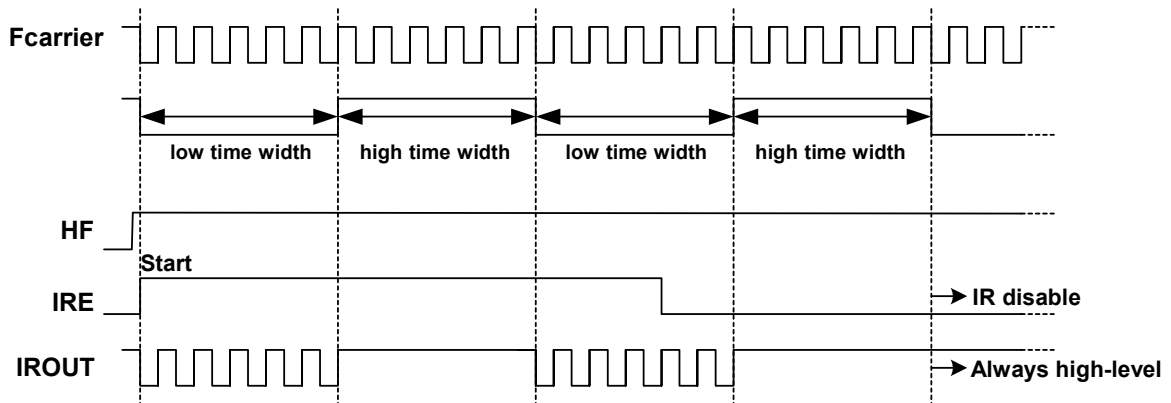 Fcarrier
low time width
high time width
low time width
high time width
HF
Start
IRE
IR disable
IROUT
Always high-level